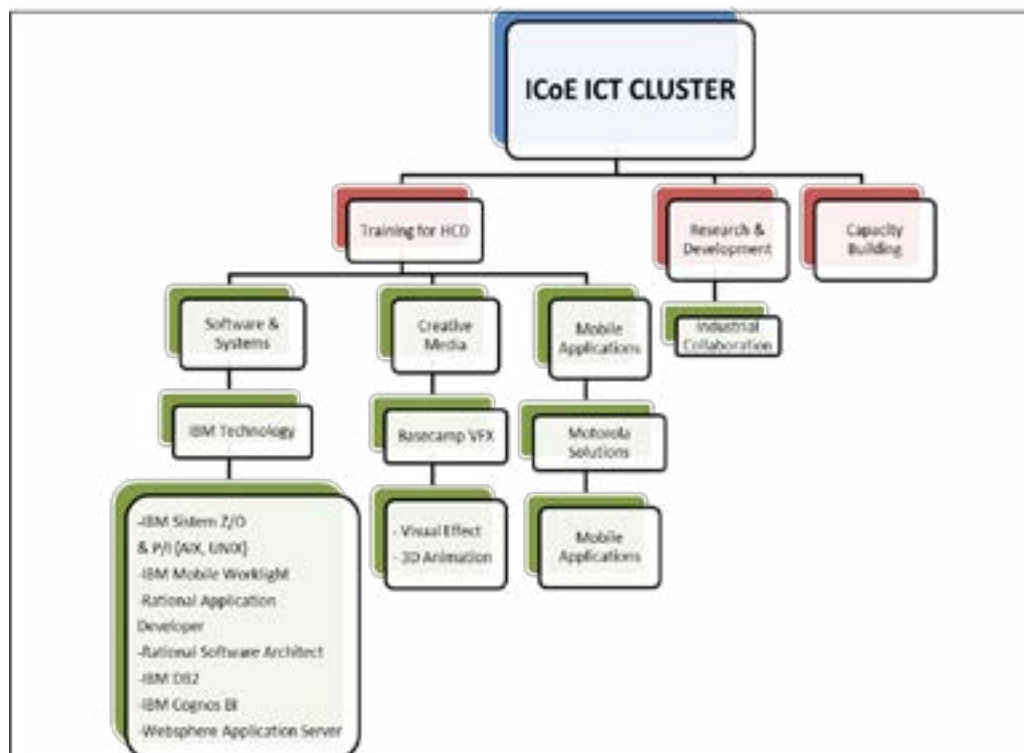 ICoE ICT CLUSTER
Training for HCD
Research &
Development
Capacity
Building
Software &
Systems
Creative
Media
Mobile
Applications
Industrial
Collaboration
IBM Technology
Basecamp VFX
Motorola
Solutions
-IBM Sistem Z/O
& P/I (AIX, UNIX)
-IBM Mobile Worklight
-Rational Application
Developer
-Rational Software Architect
-IBM DB2
-IBM Cognos BI
-Websphere Application Server
- Visual Effect
- 3D Animation
Mobile
Applications